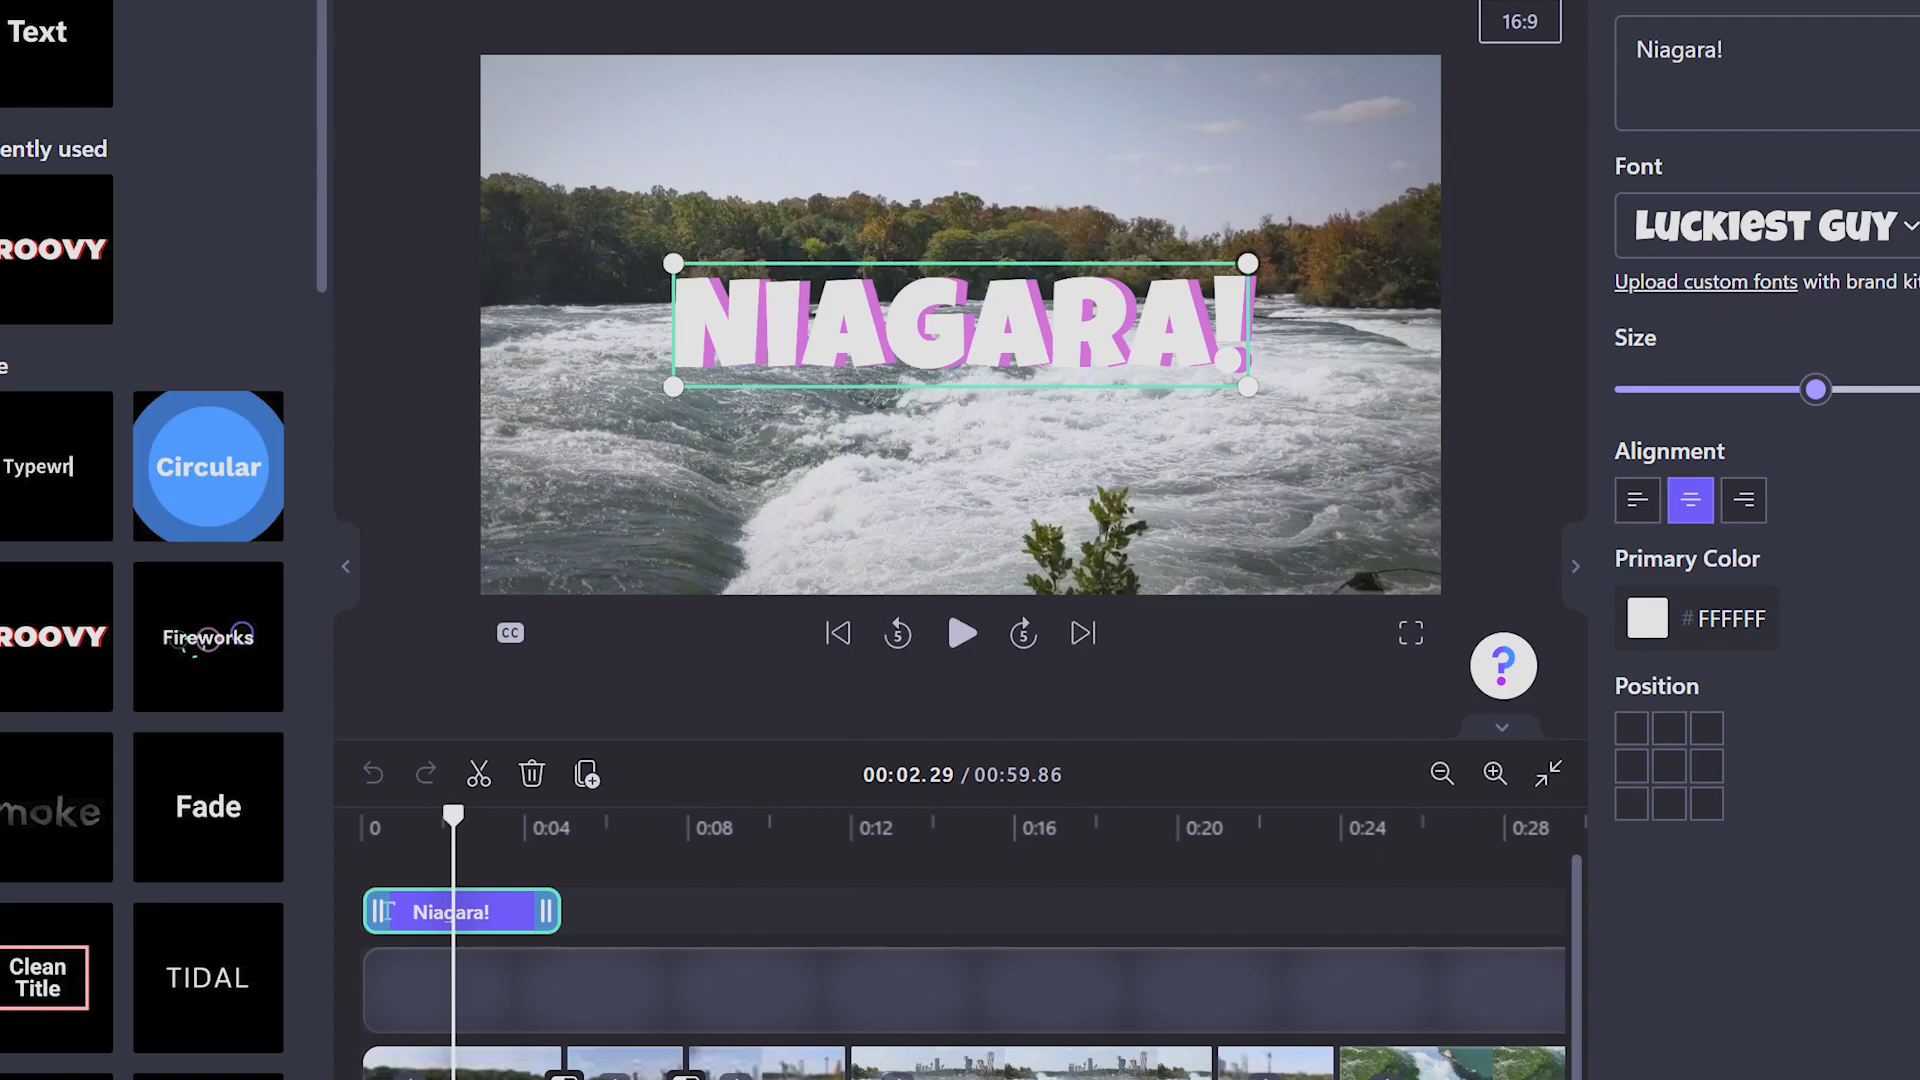 Text
ently used
ROOVY
e
Typewr
Circular
ROOVY
Fireworks
moke
Fade
Clean
Title
TIDAL
16:9
NIAGARA!
CC
5
5
?
00:02.29 / 00:59.86
0
0:04
0:08
0:12
0:16
0:20
0:24
0:28
T Niagara!
Niagara!
Font
Luckiest Guy
Upload custom fonts with brand kit
Size
Alignment
Primary Color
# FFFFFF
Position